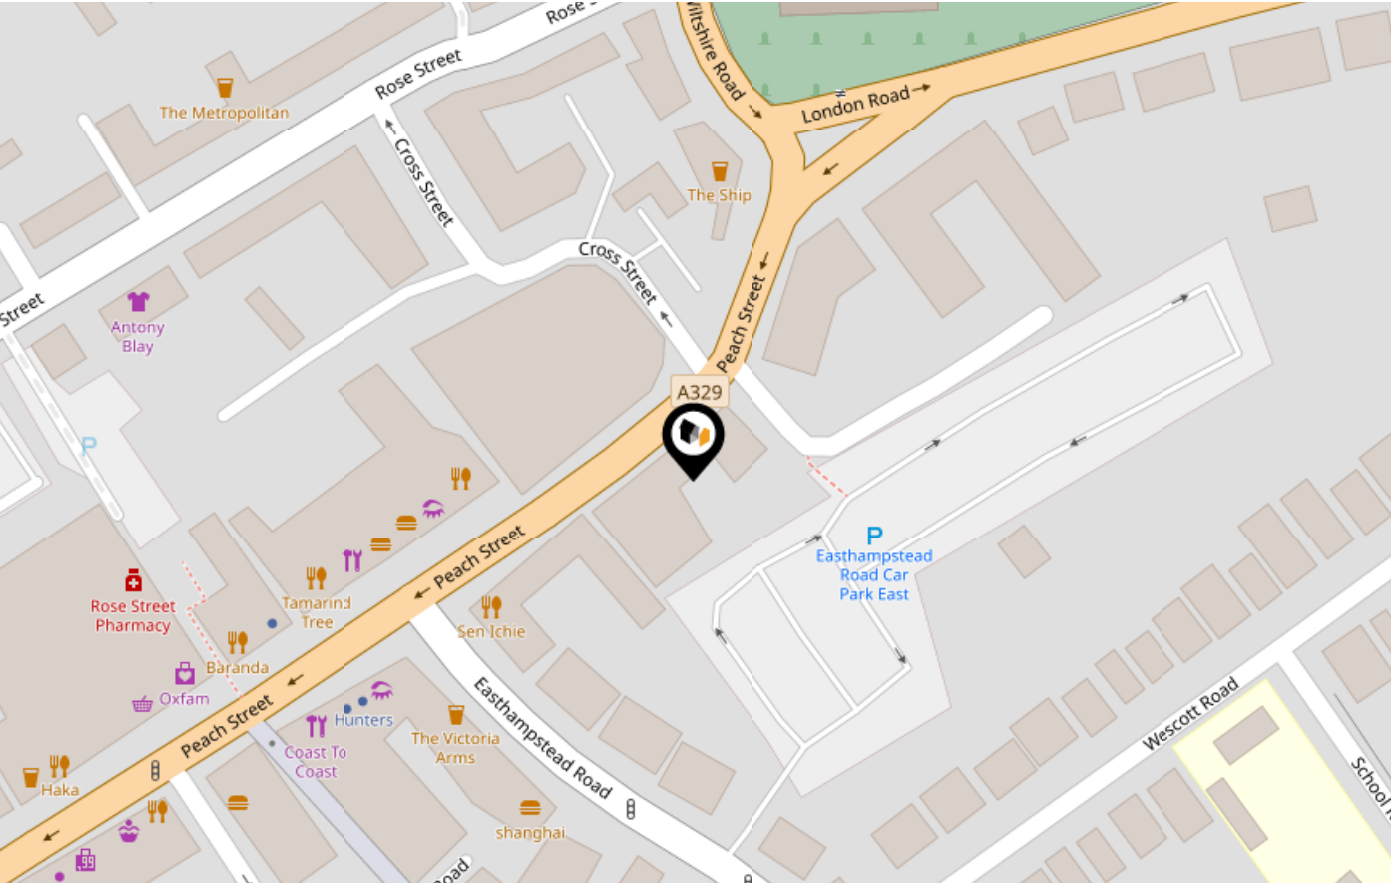 Rose S
Rose Street
The Metropolitan
Wiltshire Road
London Road
Cross Street
The Ship
Cross Street
Street
Antony
Blay
Peach Street
A329
P
P
Easthampstead
Road Car
Park East
Peach Street
Rose Street
Pharmacy
Tamarind
Tree
Sen Ichie
Baranda
Oxfam
Peach Street
Hunters
Coast To
Coast
The Victoria
Arms
Easthampstead Road
Wescott Road
Haka
shanghai
School R
99
Road